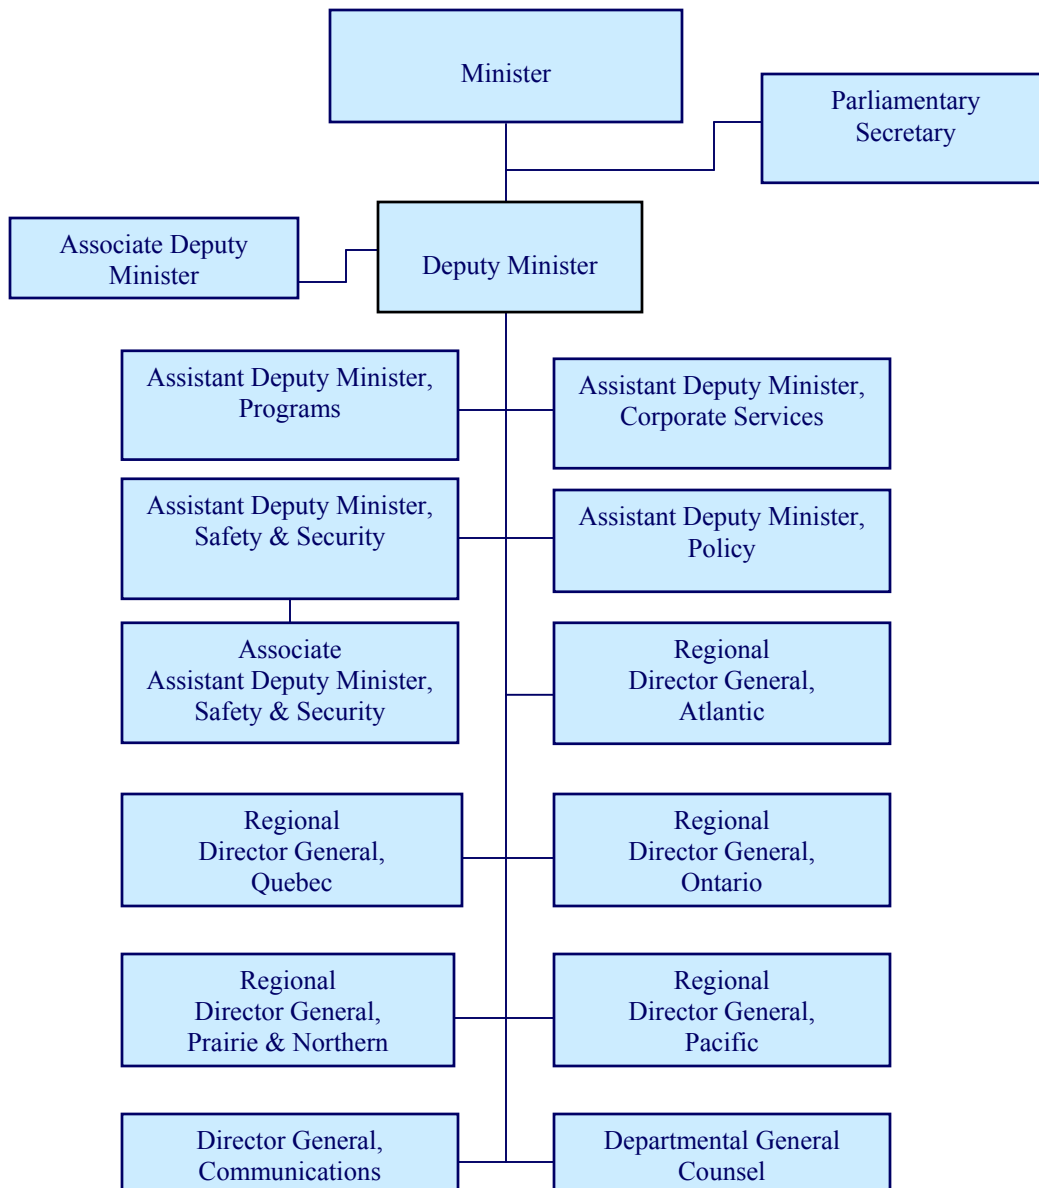 Minister
Parliamentary
Secretary
Associate Deputy
Minister
Deputy Minister
Assistant Deputy Minister,
Programs
Assistant Deputy Minister,
Corporate Services
Assistant Deputy Minister,
Safety & Security
Assistant Deputy Minister,
Policy
Associate
Assistant Deputy Minister,
Safety & Security
Regional
Director General,
Atlantic
Regional
Director General,
Quebec
Regional
Director General,
Ontario
Regional
Director General,
Prairie & Northern
Regional
Director General,
Pacific
Director General,
Communications
Departmental General
Counsel